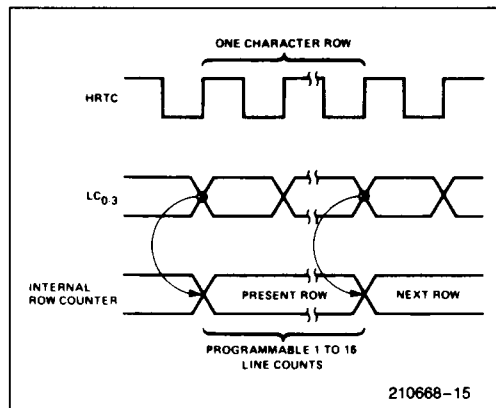 ONE CHARACTER ROW
HRTC
LC0-3
INTERNAL
ROW COUNTER
PRESENT ROW
NEXT ROW
PROGRAMMABLE 1 TO 16
LINE COUNTS
210668-15